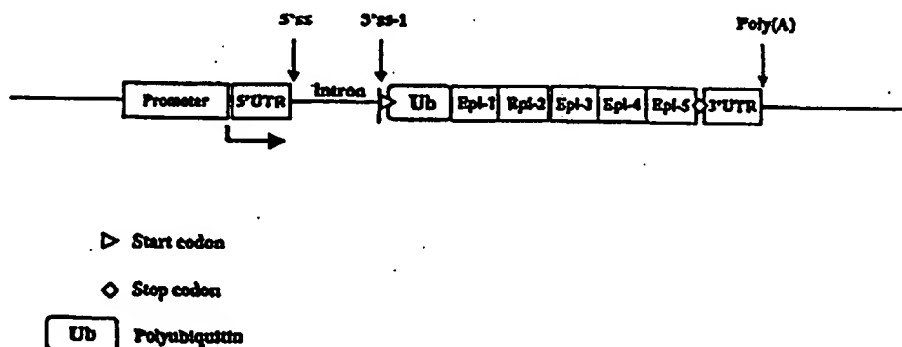 5'ss 3'ss-1 Poly(A)
Promoter 5'UTR Intron Ub Epi-1 Epi-2 Epi-3 Epi-4 Epi-5 3'UTR
Start codon
Stop codon
Ub Polyubiquitin